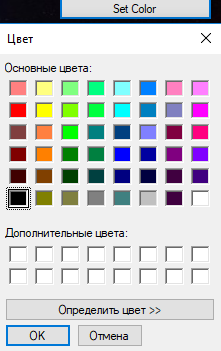 Set Color
Цвет
Основные цвета:
Дополнительные цвета:
Определить цвет >>
OK
Отмена